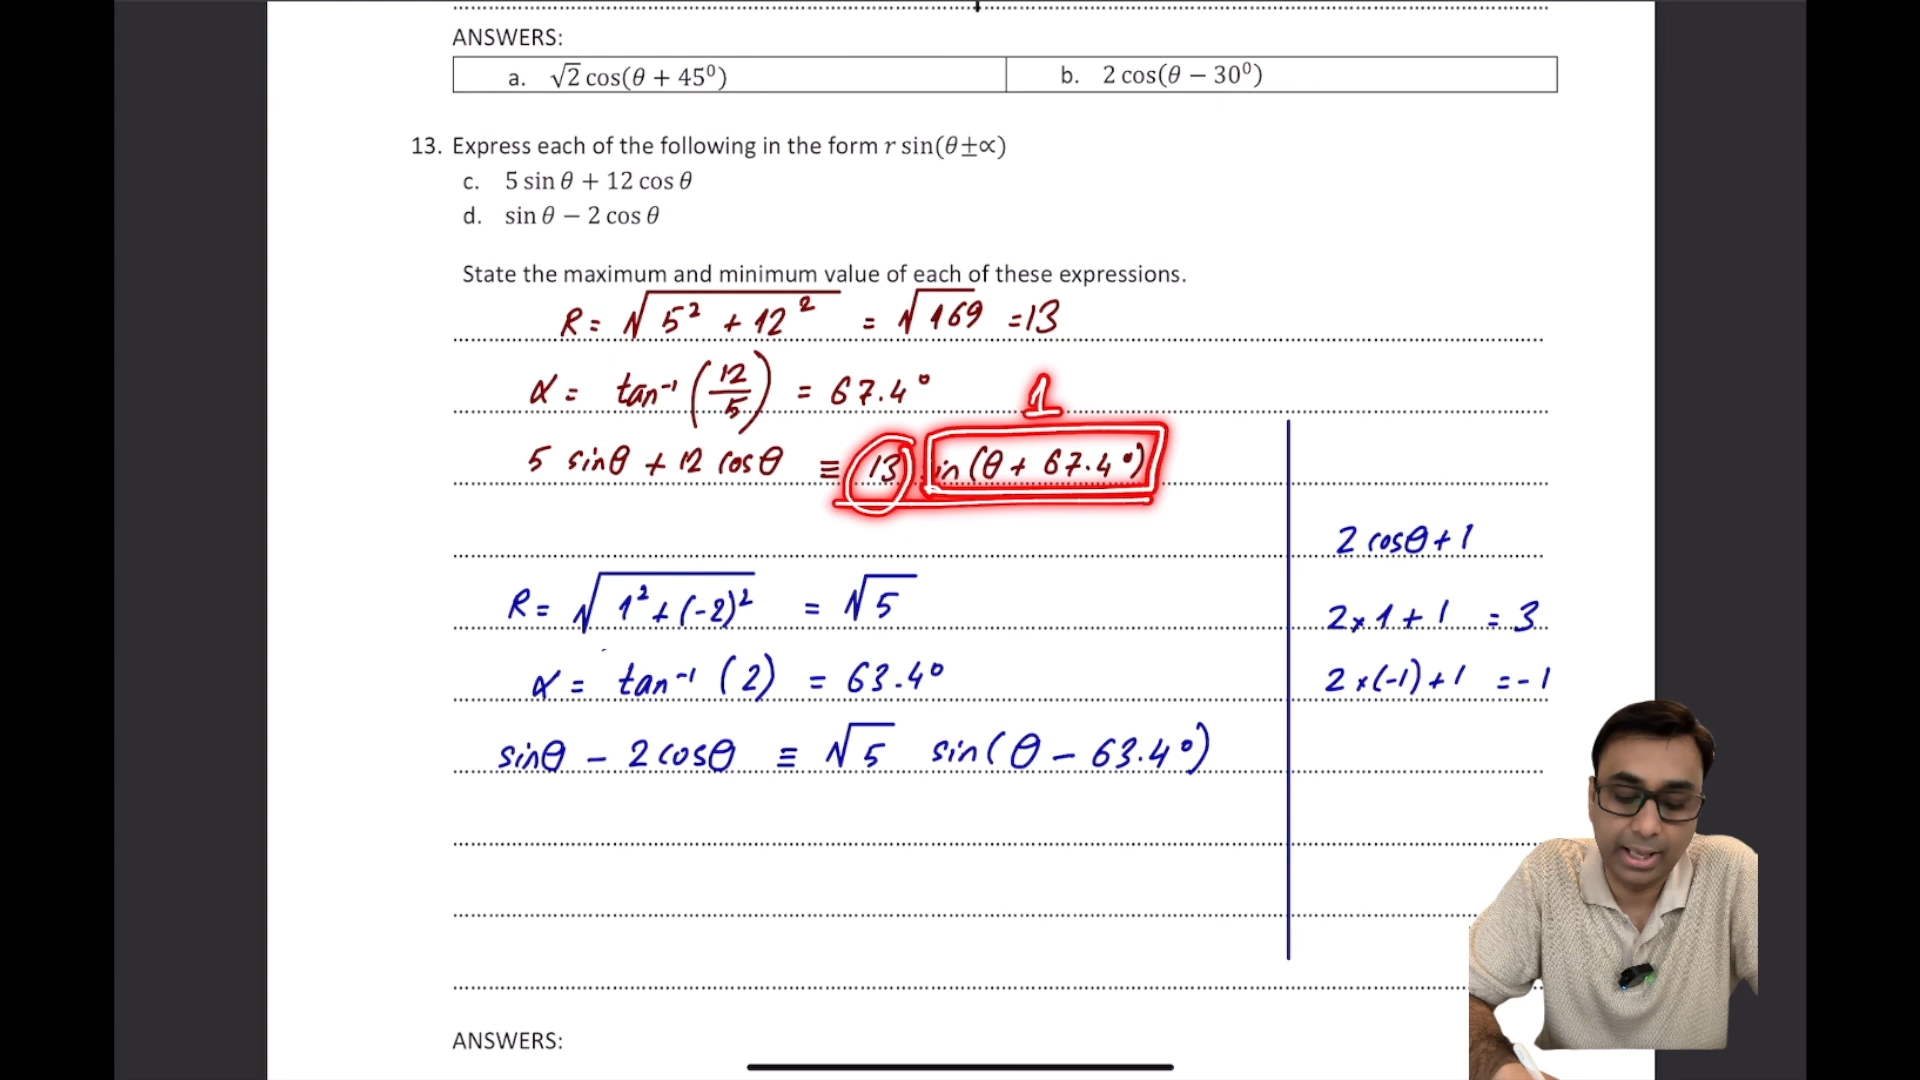 ANSWERS:
a. √2 cos(θ + 45⁰)
b. 2 cos(θ − 30⁰)
13. Express each of the following in the form r sin(θ±∝)
c. 5 sin θ + 12 cos θ
d. sin θ − 2 cos θ
State the maximum and minimum value of each of these expressions.
R = √(5² + 12²) = √169 = 13
α = tan⁻¹(12/5) = 67.4°
1
5 sinθ + 12 cosθ ≡ 13 in(θ + 67.4°)
R = √(1² + (-2)²) = √5
α = tan⁻¹(2) = 63.4°
sinθ − 2 cosθ ≡ √5 sin(θ − 63.4°)
2 cosθ + 1
2 × 1 + 1 = 3
2 × (-1) + 1 = -1
ANSWERS: